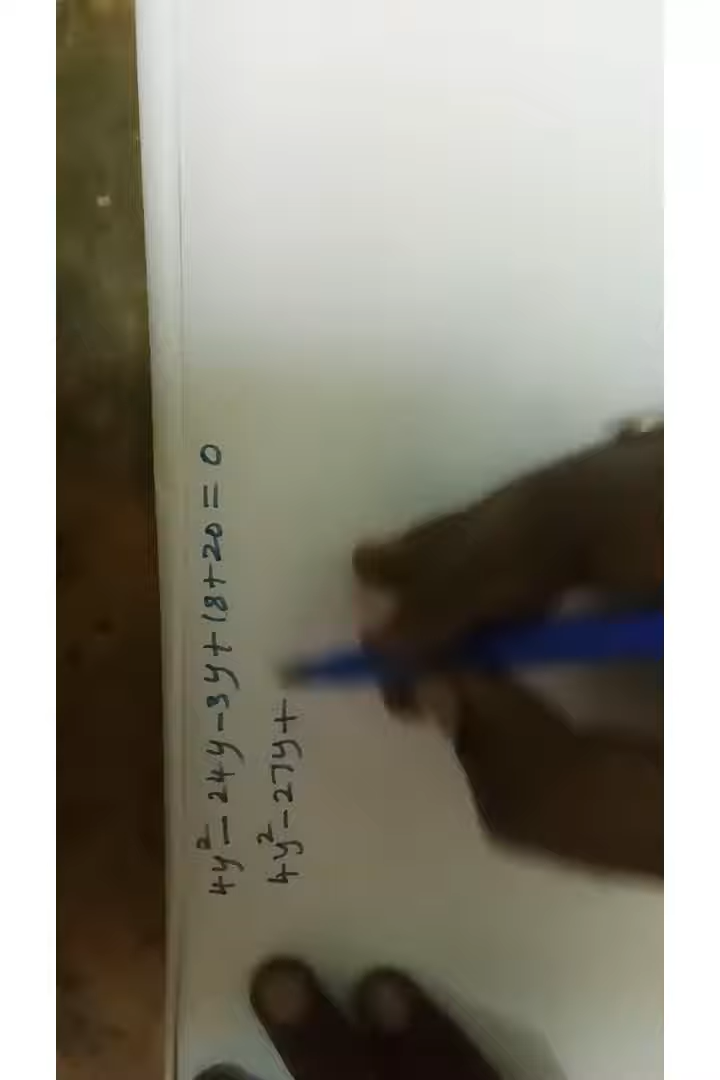 4y² - 24y - 3y + 18 + 20 = 0
4y² - 27y +